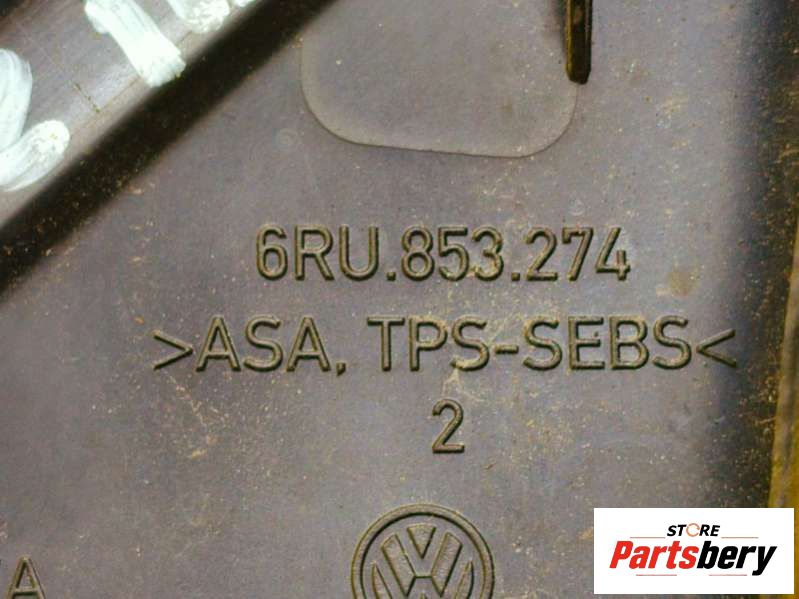 6RU.853.274
>ASA, TPS-SEBS<
2
STORE
Partsbery